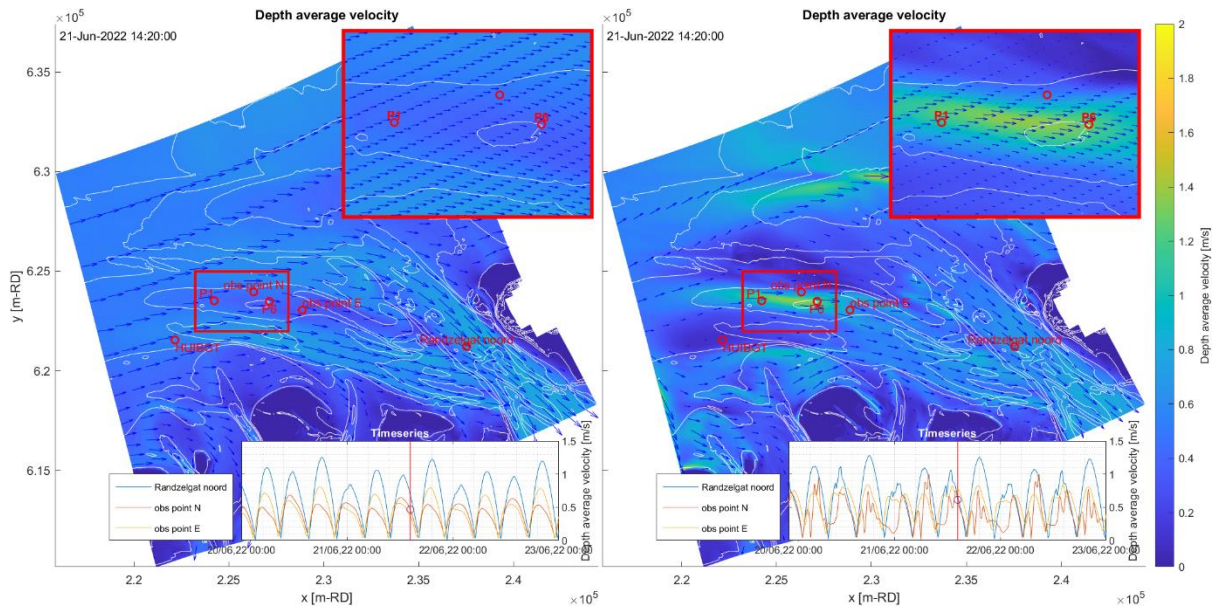 ×10⁵
Depth average velocity
21-Jun-2022 14:20:00
6.35
6.3
6.25
6.2
6.15
y [m-RD]
P1
P6
P1
obs point N
P6
obs point E
HUIBGT
Randzelgat noord
Timeseries
Randzelgat noord
obs point N
obs point E
1.5
1
0.5
0
Depth average velocity [m/s]
20/06,22 00:00
21/06,22 00:00
22/06,22 00:00
23/06,22 00:00
2.2
2.25
2.3
2.35
2.4
x [m-RD]
×10⁵
×10⁵
Depth average velocity
21-Jun-2022 14:20:00
P1
P6
P1
obs point N
P6
obs point E
HUIBGT
Randzelgat noord
Timeseries
Randzelgat noord
obs point N
obs point E
1.5
1
0.5
0
Depth average velocity [m/s]
20/06,22 00:00
21/06,22 00:00
22/06,22 00:00
23/06,22 00:00
2.2
2.25
2.3
2.35
2.4
x [m-RD]
×10⁵
2
1.8
1.6
1.4
1.2
1
0.8
0.6
0.4
0.2
0
Depth average velocity [m/s]